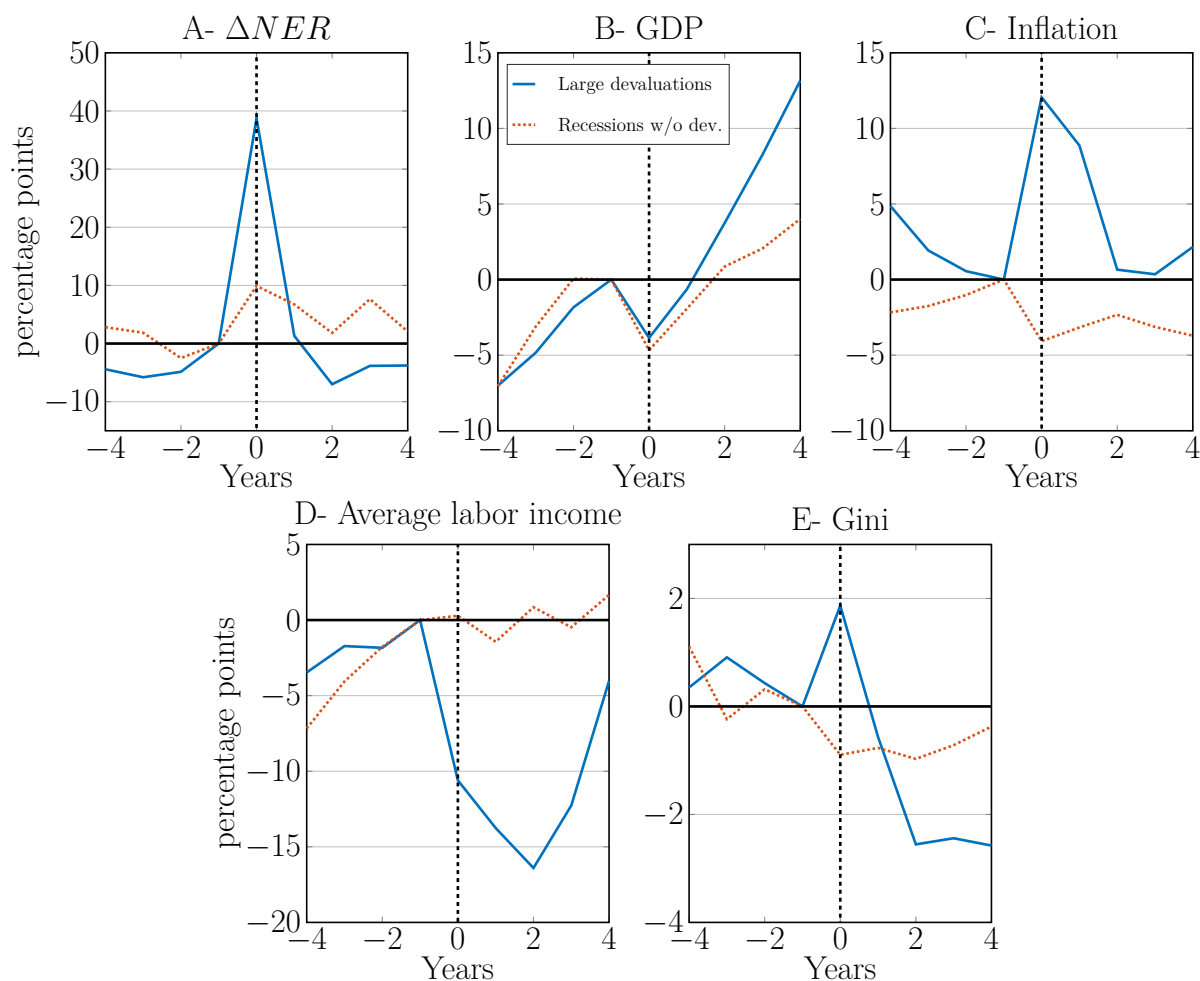 A- ΔNER
percentage points
50
40
30
20
10
0
−10
−4 −2 0 2 4
Years
B- GDP
Large devaluations
Recessions w/o dev.
15
10
5
0
−5
−10
−4 −2 0 2 4
Years
C- Inflation
15
10
5
0
−5
−10
−4 −2 0 2 4
Years
D- Average labor income
percentage points
5
0
−5
−10
−15
−20
−4 −2 0 2 4
Years
E- Gini
2
0
−2
−4
−4 −2 0 2 4
Years